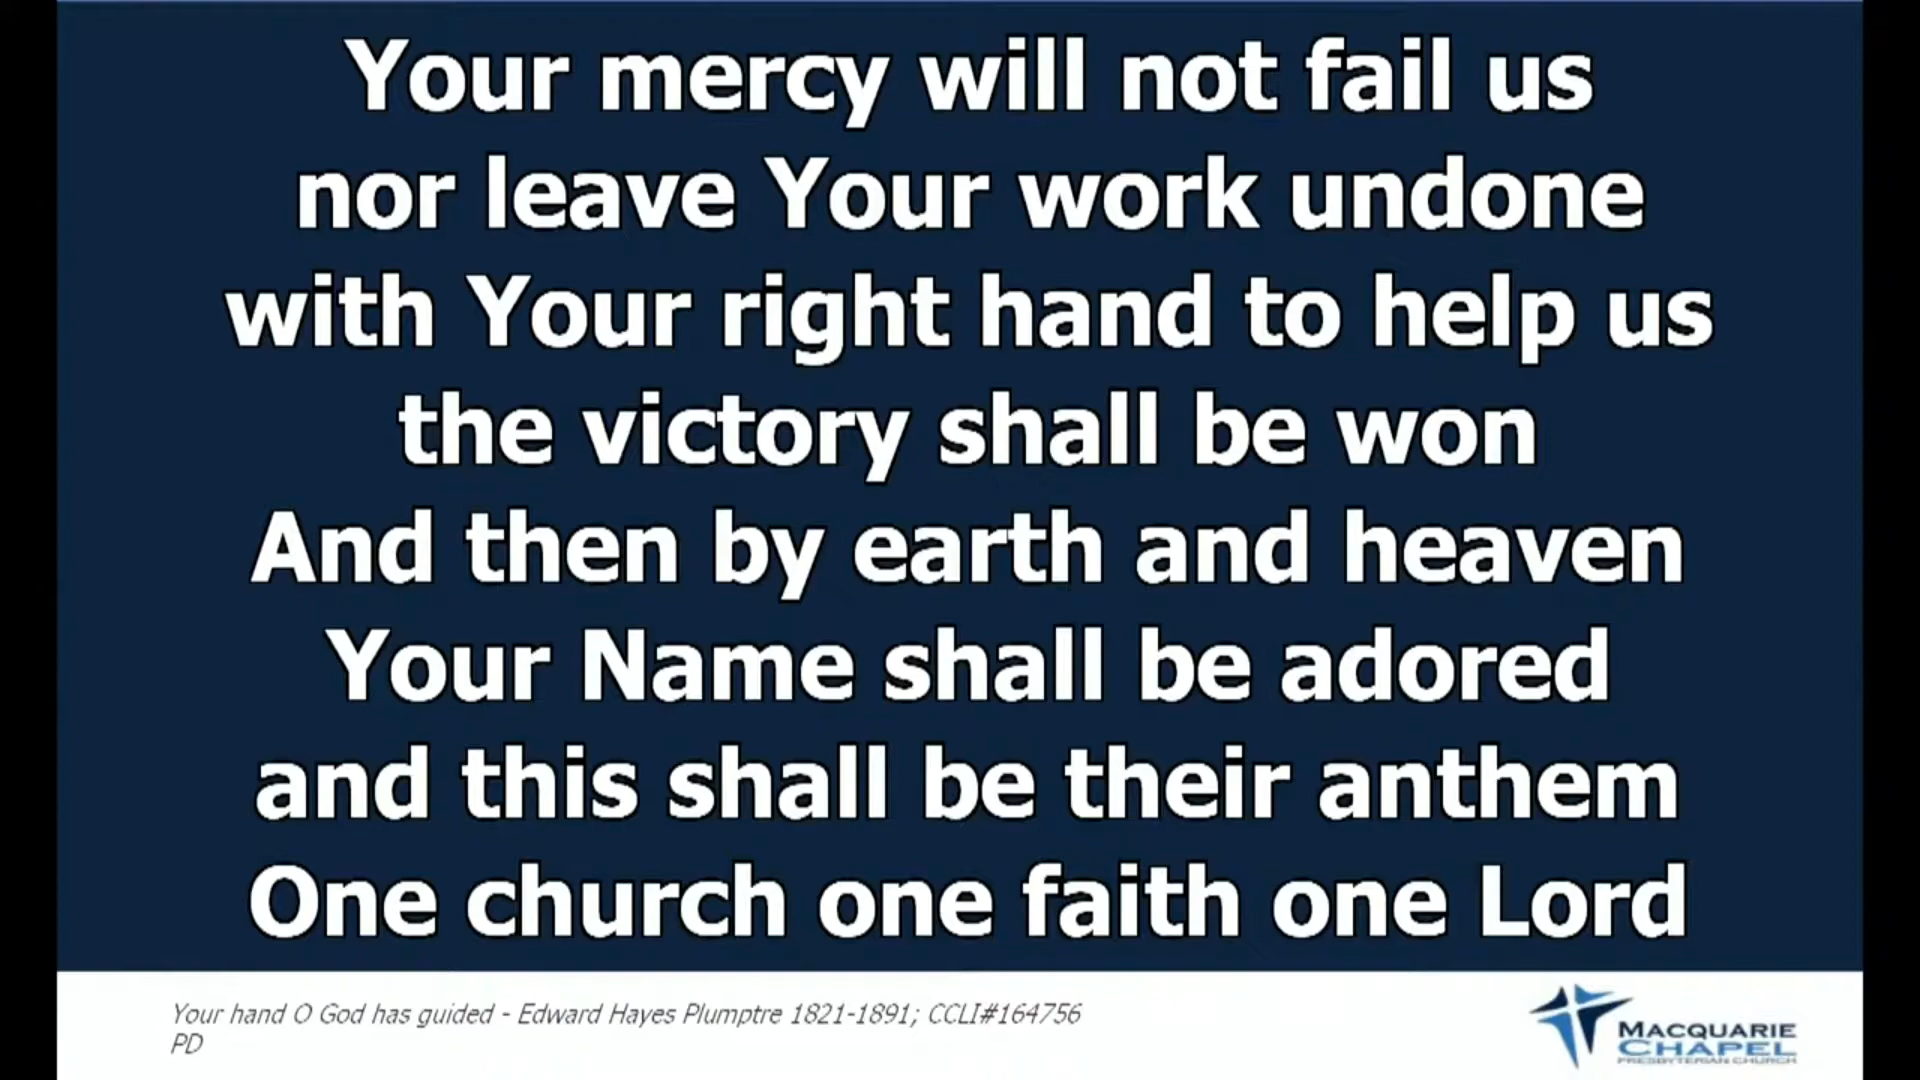 Your mercy will not fail us
nor leave Your work undone
with Your right hand to help us
the victory shall be won
And then by earth and heaven
Your Name shall be adored
and this shall be their anthem
One church one faith one Lord
Your hand O God has guided - Edward Hayes Plumptre 1821-1891; CCLI#164756
PD
MACQUARIE
CHAPEL
PRESBYTERIAN CHURCH